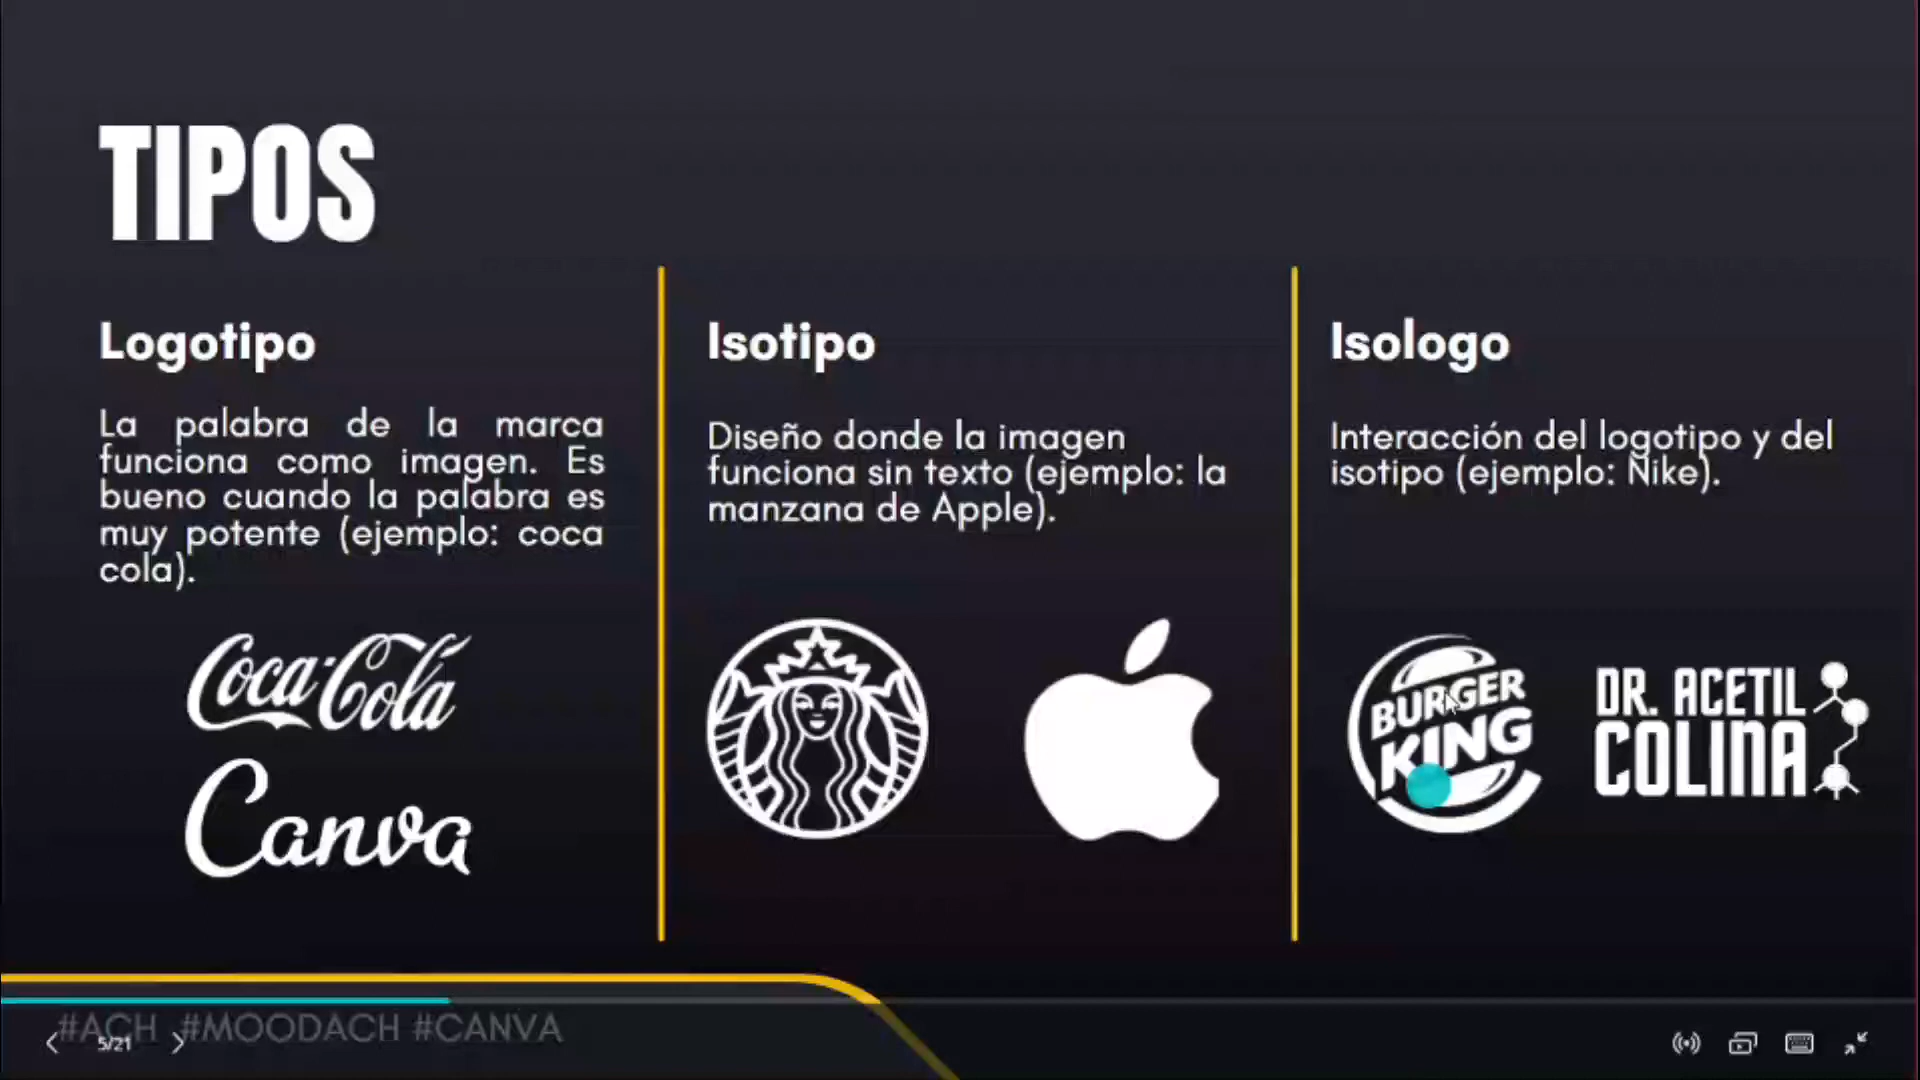 TIPOS
Logotipo
La palabra de la marca
funciona como imagen. Es
bueno cuando la palabra es
muy potente (ejemplo: coca
cola).
Coca-Cola
Canva
Isotipo
Diseño donde la imagen
funciona sin texto (ejemplo: la
manzana de Apple).
Isologo
Interacción del logotipo y del
isotipo (ejemplo: Nike).
BURGER
KING
DR. ACETIL
COLINA
#ACH #MOODACH #CANVA
5/21